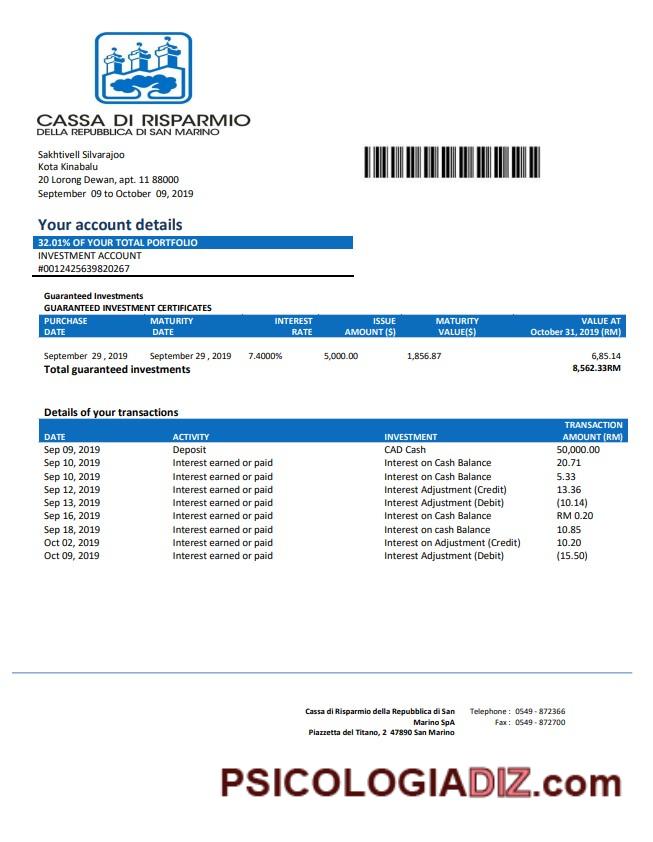 CASSA DI RISPARMIO
DELLA REPUBBLICA DI SAN MARINO
Sakhtivell Silvarajoo
Kota Kinabalu
20 Lorong Dewan, apt. 11 88000
September 09 to October 09, 2019
Your account details
32.01% OF YOUR TOTAL PORTFOLIO
INVESTMENT ACCOUNT
#0012425639820267
Guaranteed Investments
GUARANTEED INVESTMENT CERTIFICATES
PURCHASE MATURITY INTEREST ISSUE MATURITY VALUE AT
DATE DATE RATE AMOUNT ($) VALUE($) October 31, 2019 (RM)
September 29 , 2019 September 29 , 2019 7.4000% 5,000.00 1,856.87 6,85.14
Total guaranteed investments 8,562.33RM
Details of your transactions
TRANSACTION
DATE ACTIVITY INVESTMENT AMOUNT (RM)
Sep 09, 2019 Deposit CAD Cash 50,000.00
Sep 10, 2019 Interest earned or paid Interest on Cash Balance 20.71
Sep 10, 2019 Interest earned or paid Interest on Cash Balance 5.33
Sep 12, 2019 Interest earned or paid Interest Adjustment (Credit) 13.36
Sep 13, 2019 Interest earned or paid Interest Adjustment (Debit) (10.14)
Sep 16, 2019 Interest earned or paid Interest on Cash Balance RM 0.20
Sep 18, 2019 Interest earned or paid Interest on cash Balance 10.85
Oct 02, 2019 Interest earned or paid Interest on Adjustment (Credit) 10.20
Oct 09, 2019 Interest earned or paid Interest Adjustment (Debit) (15.50)
Cassa di Risparmio della Repubblica di San Telephone : 0549 - 872366
Marino SpA Fax : 0549 - 872700
Piazzetta del Titano, 2 47890 San Marino
PSICOLOGIADIZ.com